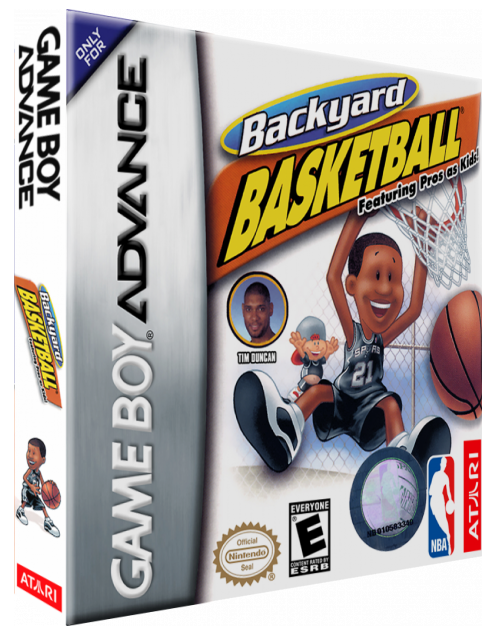 GAME BOY
ADVANCE
Backyard
BASKETBALL
ATARI
ONLY
FOR
GAME BOY ADVANCE
Backyard
BASKETBALL
Featuring Pros as Kids!
TIM DUNCAN
SPURS
21
Official
Nintendo
Seal
EVERYONE
E
CONTENT RATED BY
ESRB
NBA
ATARI